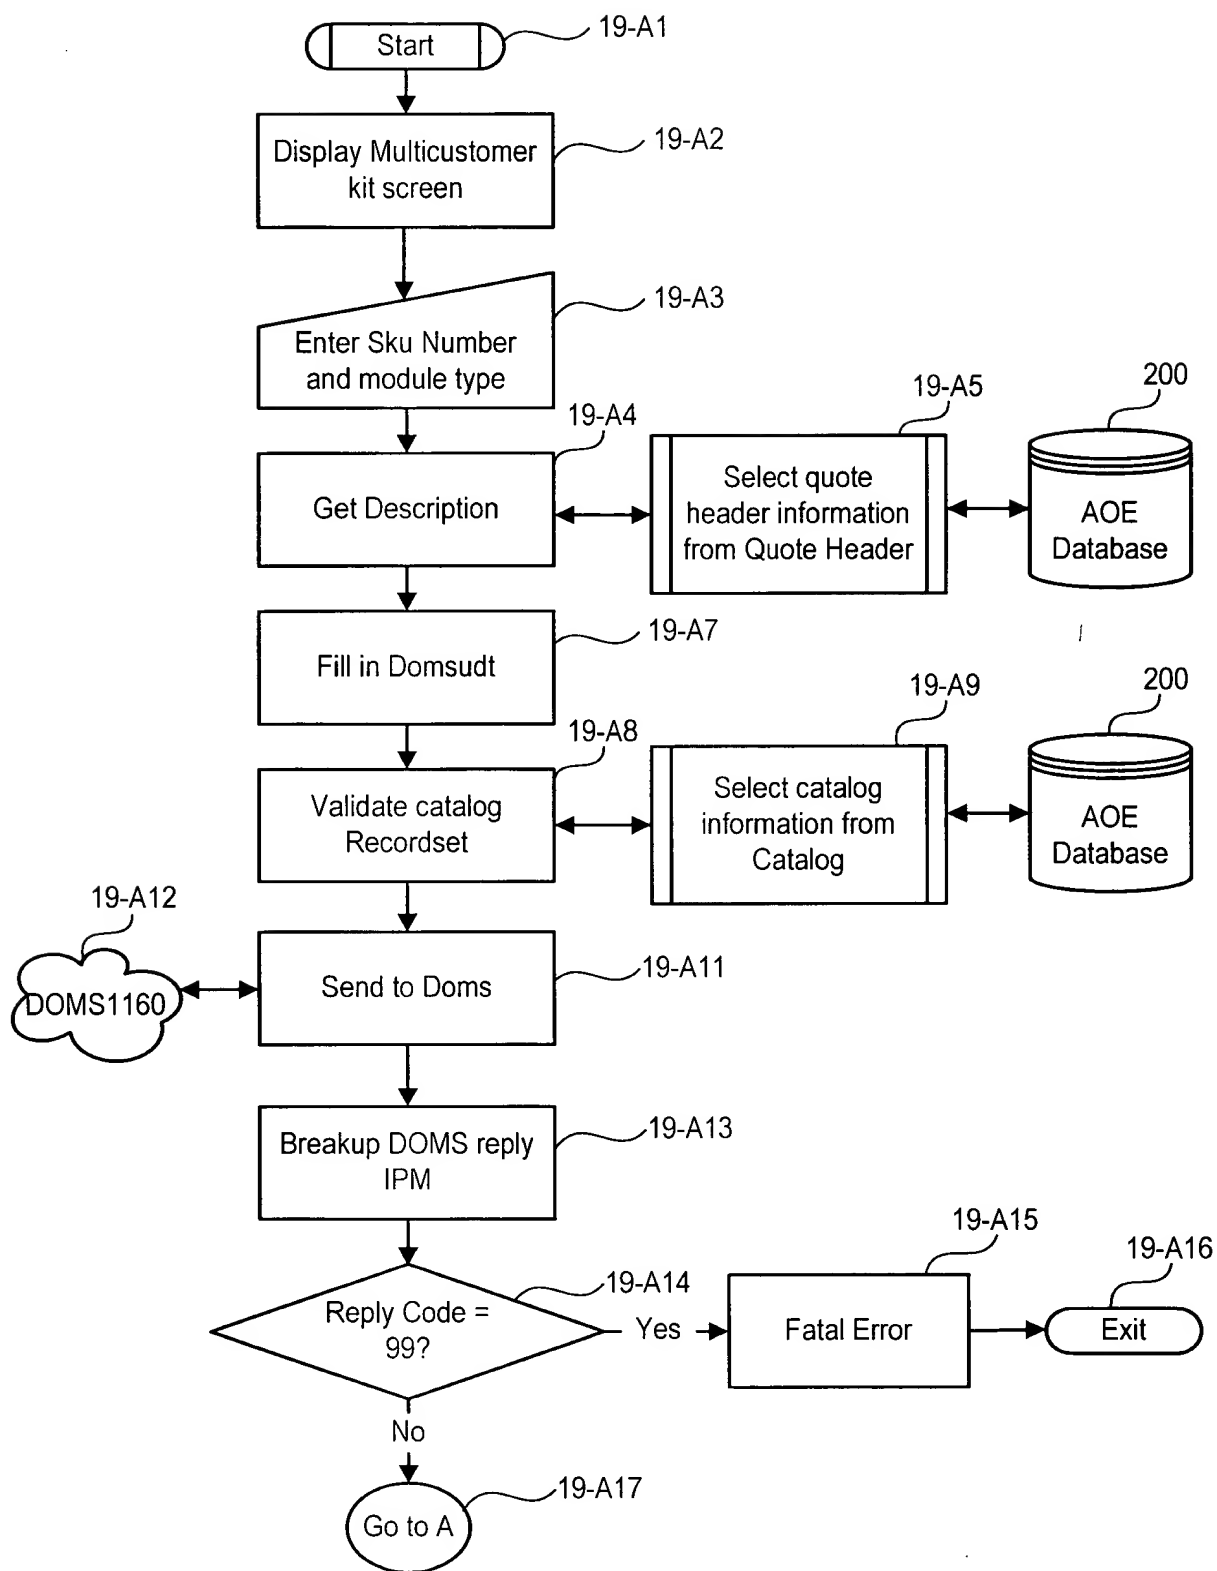 19-A1
Start
19-A2
Display Multicustomer
kit screen
19-A3
Enter Sku Number
and module type
19-A4
Get Description
19-A5
Select quote
header information
from Quote Header
200
AOE
Database
19-A7
Fill in Domsudt
19-A8
Validate catalog
Recordset
19-A9
Select catalog
information from
Catalog
200
AOE
Database
19-A12
DOMS1160
19-A11
Send to Doms
19-A13
Breakup DOMS reply
IPM
19-A14
Reply Code =
99?
Yes
19-A15
Fatal Error
19-A16
Exit
No
19-A17
Go to A